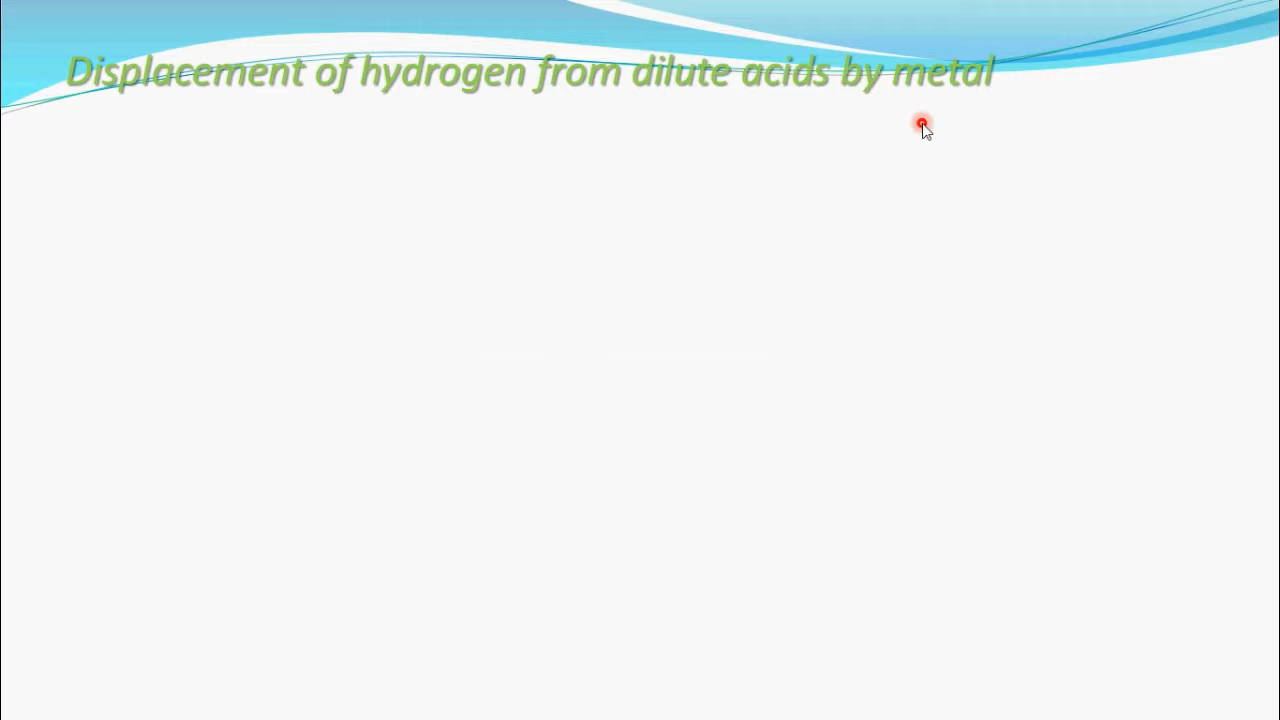 Displacement of hydrogen from dilute acids by metal